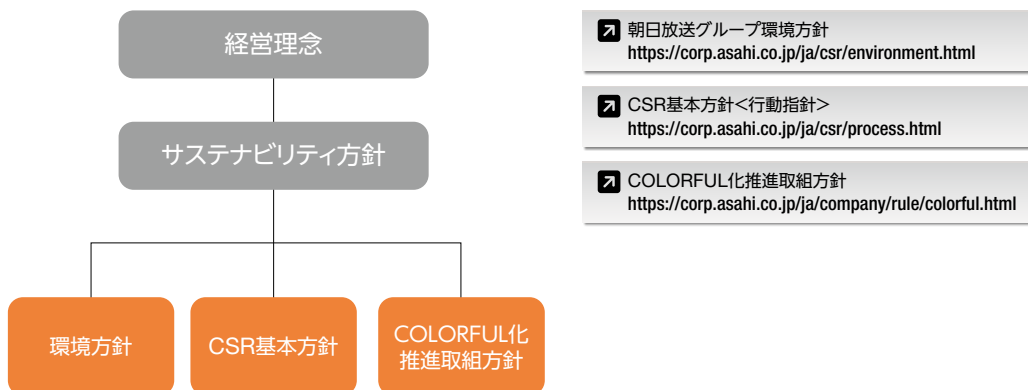 経営理念
サステナビリティ方針
環境方針
CSR基本方針
COLORFUL化
推進取組方針
朝日放送グループ環境方針
https://corp.asahi.co.jp/ja/csr/environment.html
CSR基本方針<行動指針>
https://corp.asahi.co.jp/ja/csr/process.html
COLORFUL化推進取組方針
https://corp.asahi.co.jp/ja/company/rule/colorful.html